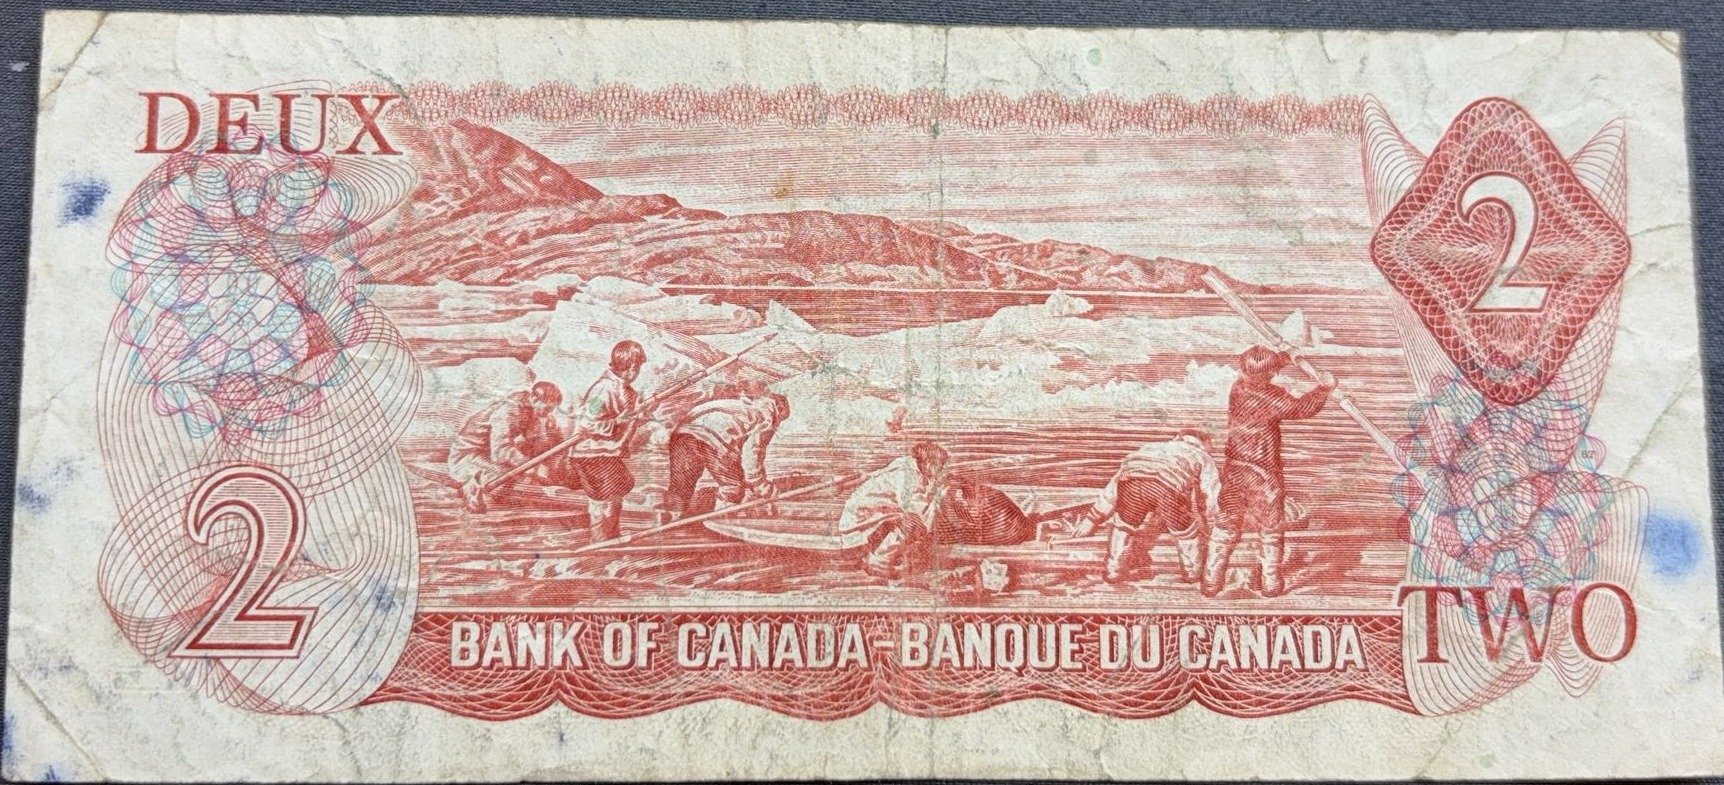 DEUX
2
2
BANK OF CANADA-BANQUE DU CANADA
TWO